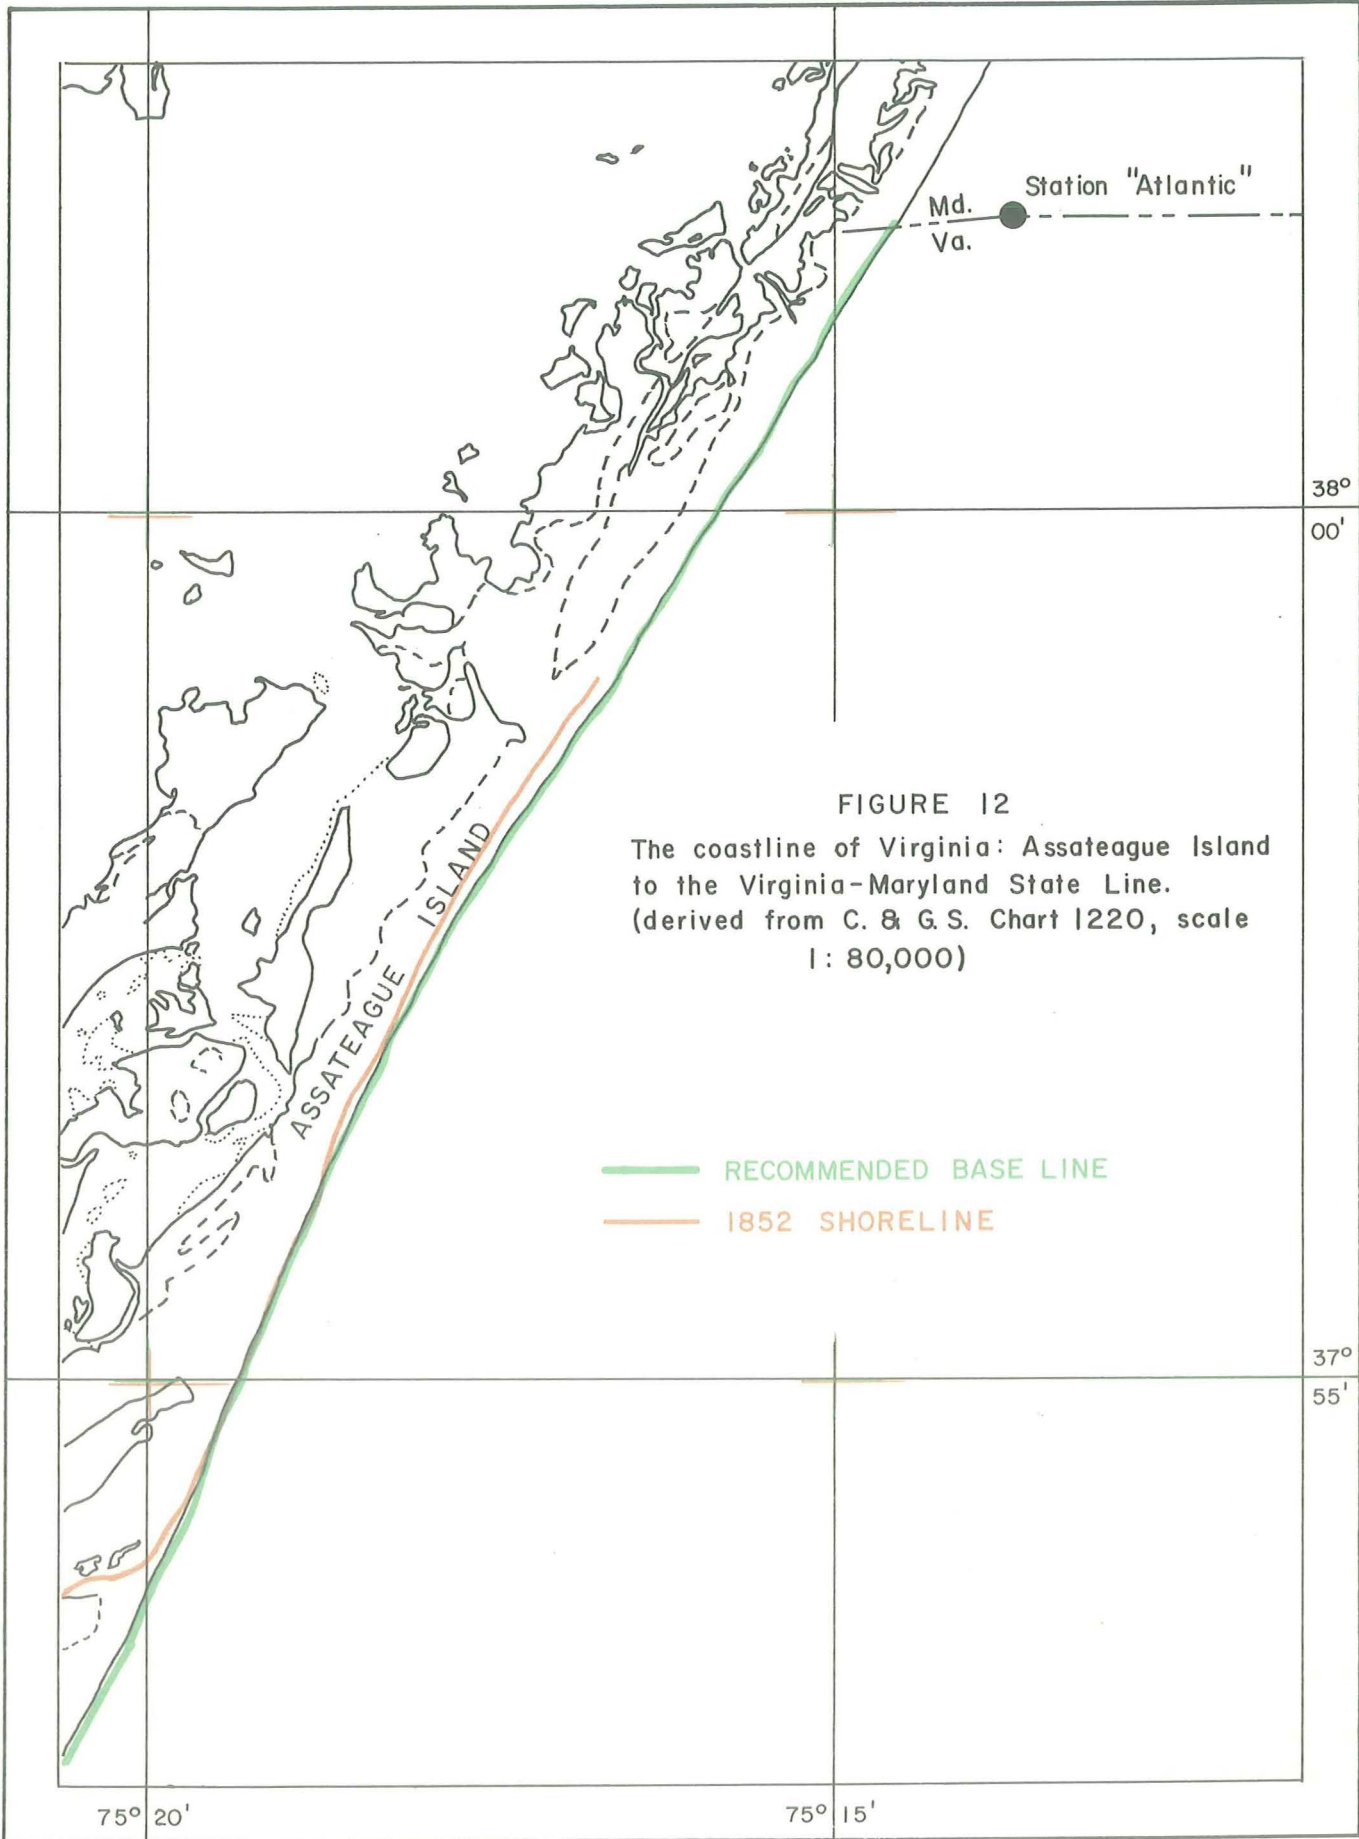 Station "Atlantic"
Md.
Va.
38°
00'
FIGURE 12
The coastline of Virginia: Assateague Island
to the Virginia-Maryland State Line.
(derived from C. & G. S. Chart 1220, scale
1: 80,000)
ASSATEAGUE ISLAND
RECOMMENDED BASE LINE
1852 SHORELINE
37°
55'
75° 20'
75° 15'